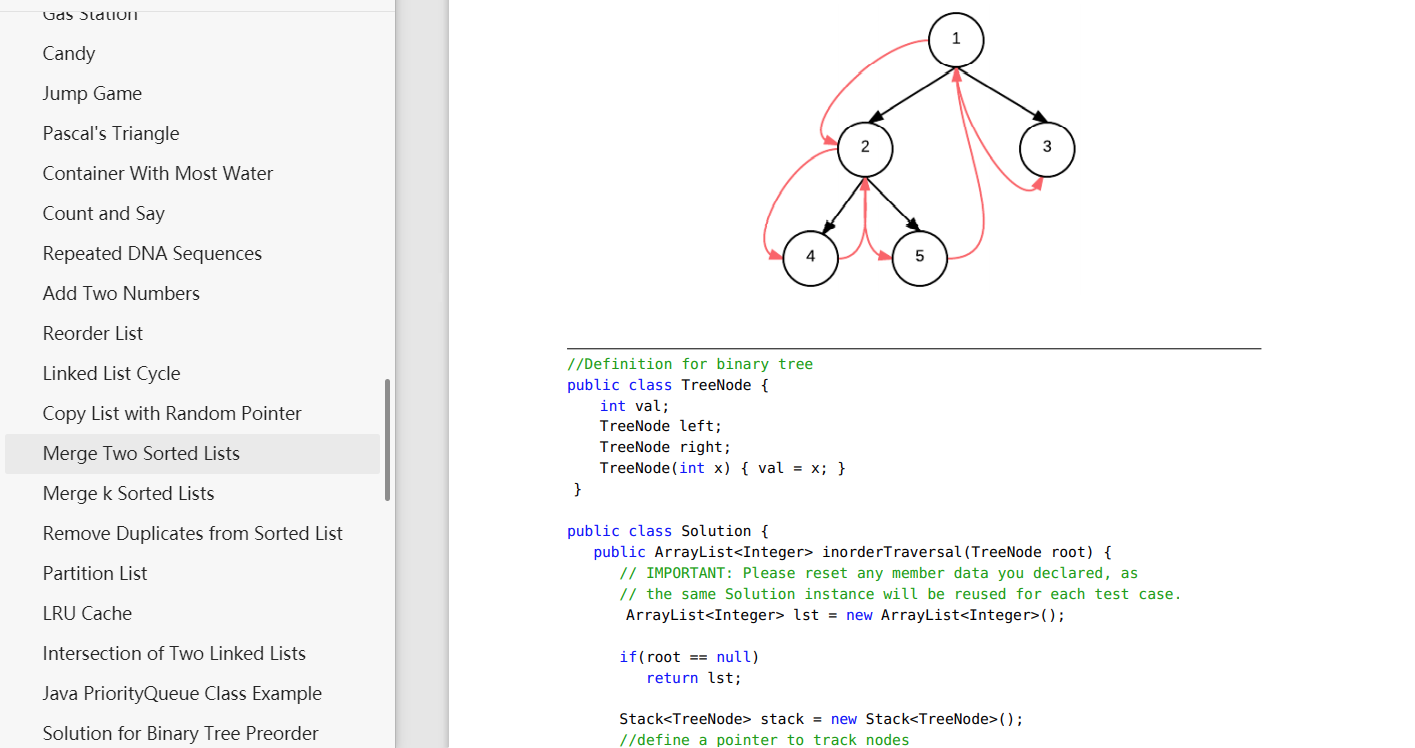 Gas Station
Candy
Jump Game
Pascal's Triangle
Container With Most Water
Count and Say
Repeated DNA Sequences
Add Two Numbers
Reorder List
Linked List Cycle
Copy List with Random Pointer
Merge Two Sorted Lists
Merge k Sorted Lists
Remove Duplicates from Sorted List
Partition List
LRU Cache
Intersection of Two Linked Lists
Java PriorityQueue Class Example
Solution for Binary Tree Preorder
1
2
3
4
5
//Definition for binary tree
public class TreeNode {
int val;
TreeNode left;
TreeNode right;
TreeNode(int x) { val = x; }
}
public class Solution {
public ArrayList<Integer> inorderTraversal(TreeNode root) {
// IMPORTANT: Please reset any member data you declared, as
// the same Solution instance will be reused for each test case.
ArrayList<Integer> lst = new ArrayList<Integer>();
if(root == null)
return lst;
Stack<TreeNode> stack = new Stack<TreeNode>();
//define a pointer to track nodes